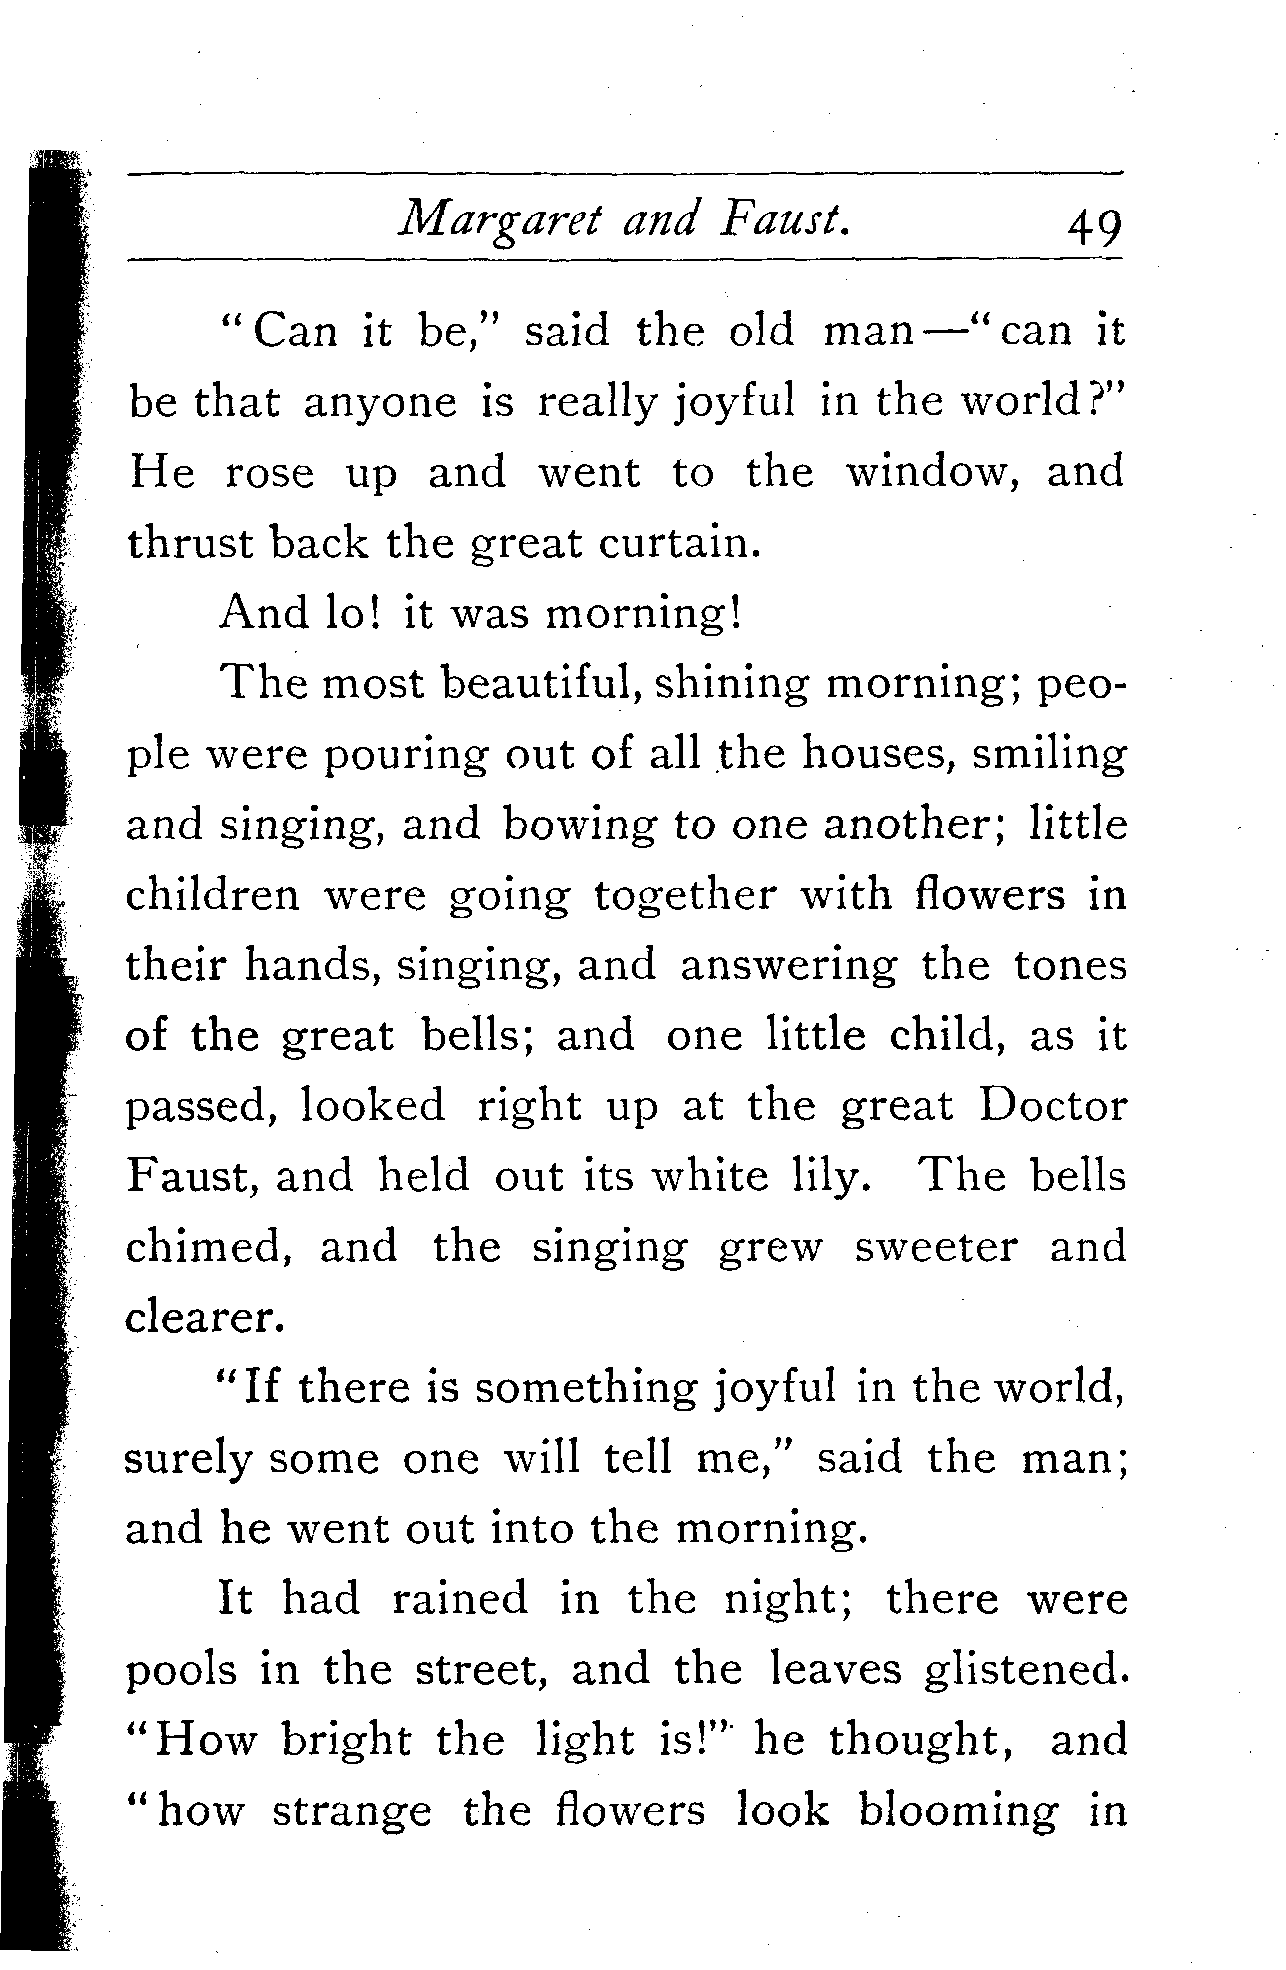 Margaret and Faust. 49
“Can it be,” said the old man—“can it
be that anyone is really joyful in the world?”
He rose up and went to the window, and
thrust back the great curtain.
And lo! it was morning!
The most beautiful, shining morning; peo-
ple were pouring out of all the houses, smiling
and singing, and bowing to one another; little
children were going together with flowers in
their hands, singing, and answering the tones
of the great bells; and one little child, as it
passed, looked right up at the great Doctor
Faust, and held out its white lily. The bells
chimed, and the singing grew sweeter and
clearer.
“If there is something joyful in the world,
surely some one will tell me,” said the man;
and he went out into the morning.
It had rained in the night; there were
pools in the street, and the leaves glistened.
“How bright the light is!” he thought, and
“how strange the flowers look blooming in